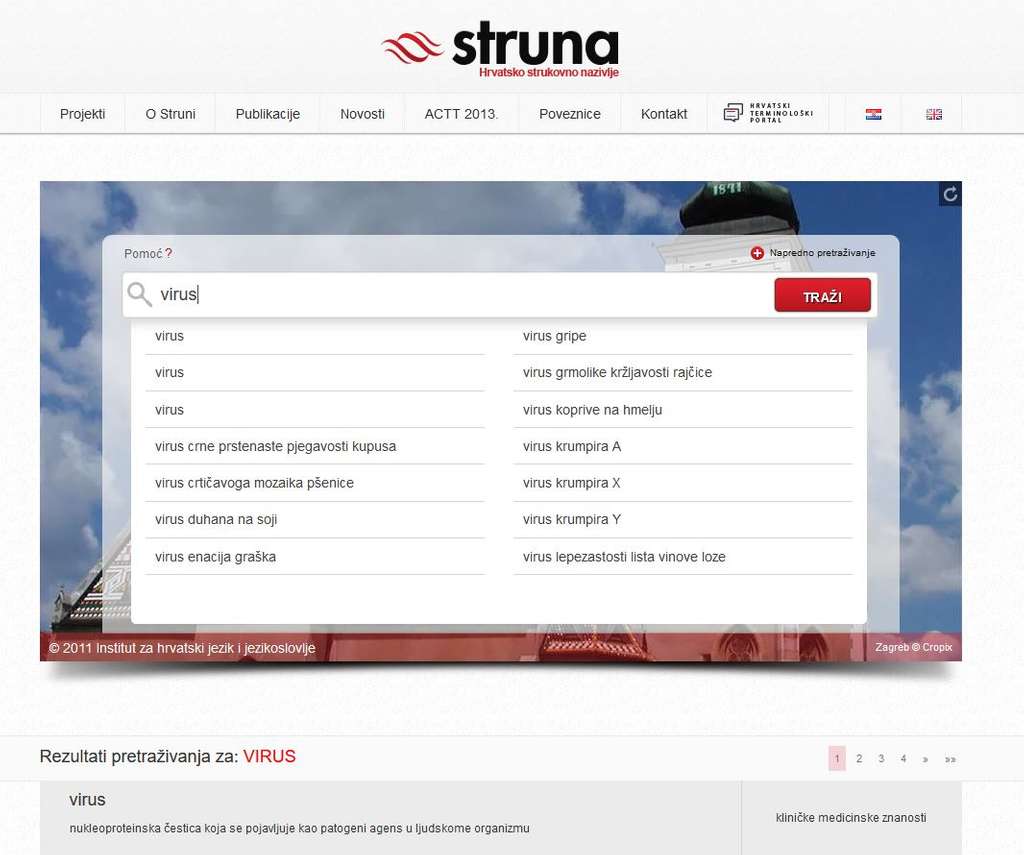 struna
Hrvatsko strukovno nazivlje
Projekti
O Struni
Publikacije
Novosti
ACTT 2013.
Poveznice
Kontakt
HRVATSKI
TERMINOLOŠKI
PORTAL
1871
Pomoć ?
Napredno pretraživanje
virus
TRAŽI
virus
virus
virus
virus crne prstenaste pjegavosti kupusa
virus crtičavoga mozaika pšenice
virus duhana na soji
virus enacija graška
virus gripe
virus grmolike kržljavosti rajčice
virus koprive na hmelju
virus krumpira A
virus krumpira X
virus krumpira Y
virus lepezastosti lista vinove loze
© 2011 Institut za hrvatski jezik i jezikoslovlje
Zagreb © Cropix
Rezultati pretraživanja za: VIRUS
1 2 3 4 » »»
virus
nukleoproteinska čestica koja se pojavljuje kao patogeni agens u ljudskome organizmu
kliničke medicinske znanosti